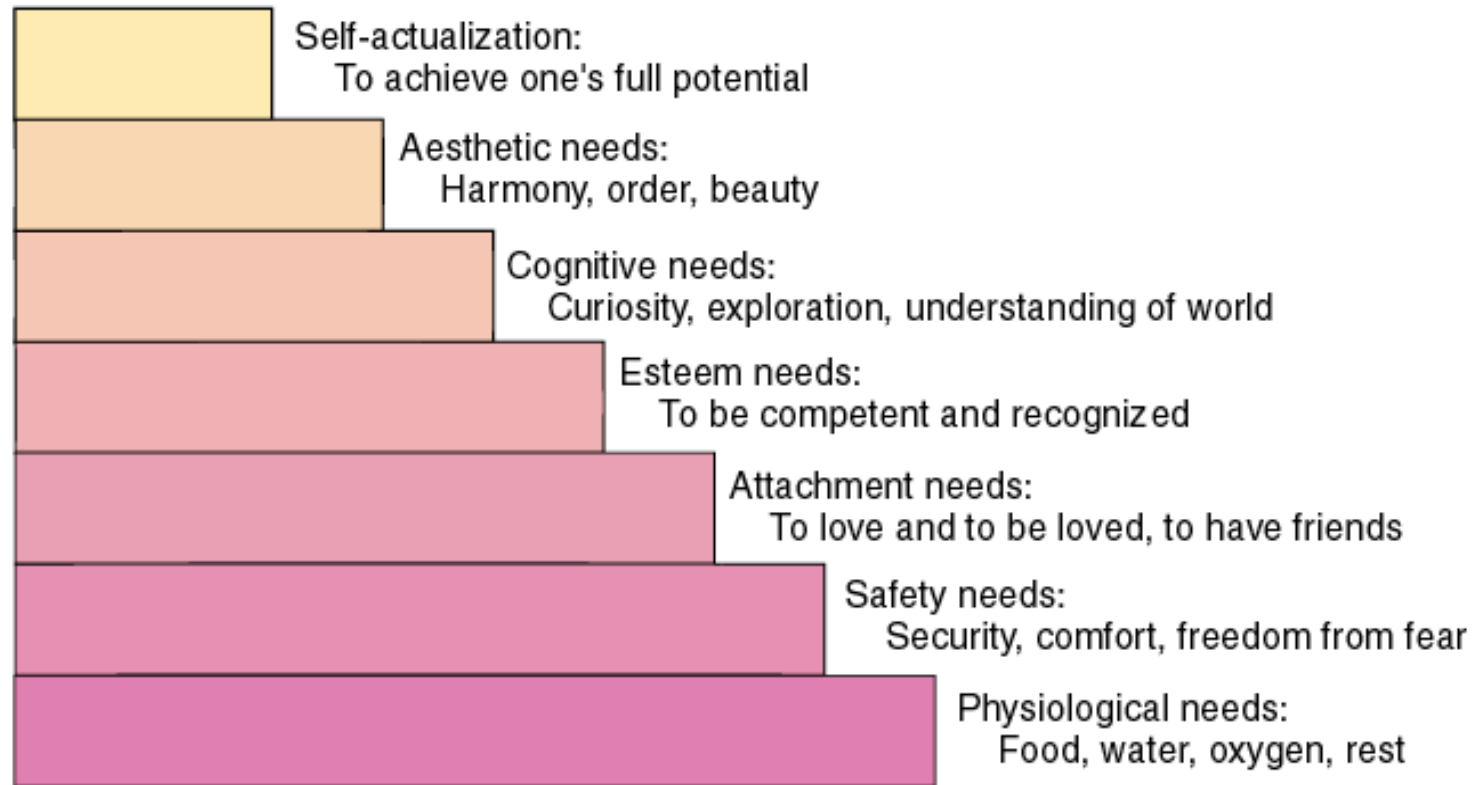 Self-actualization:
To achieve one's full potential
Aesthetic needs:
Harmony, order, beauty
Cognitive needs:
Curiosity, exploration, understanding of world
Esteem needs:
To be competent and recognized
Attachment needs:
To love and to be loved, to have friends
Safety needs:
Security, comfort, freedom from fear
Physiological needs:
Food, water, oxygen, rest